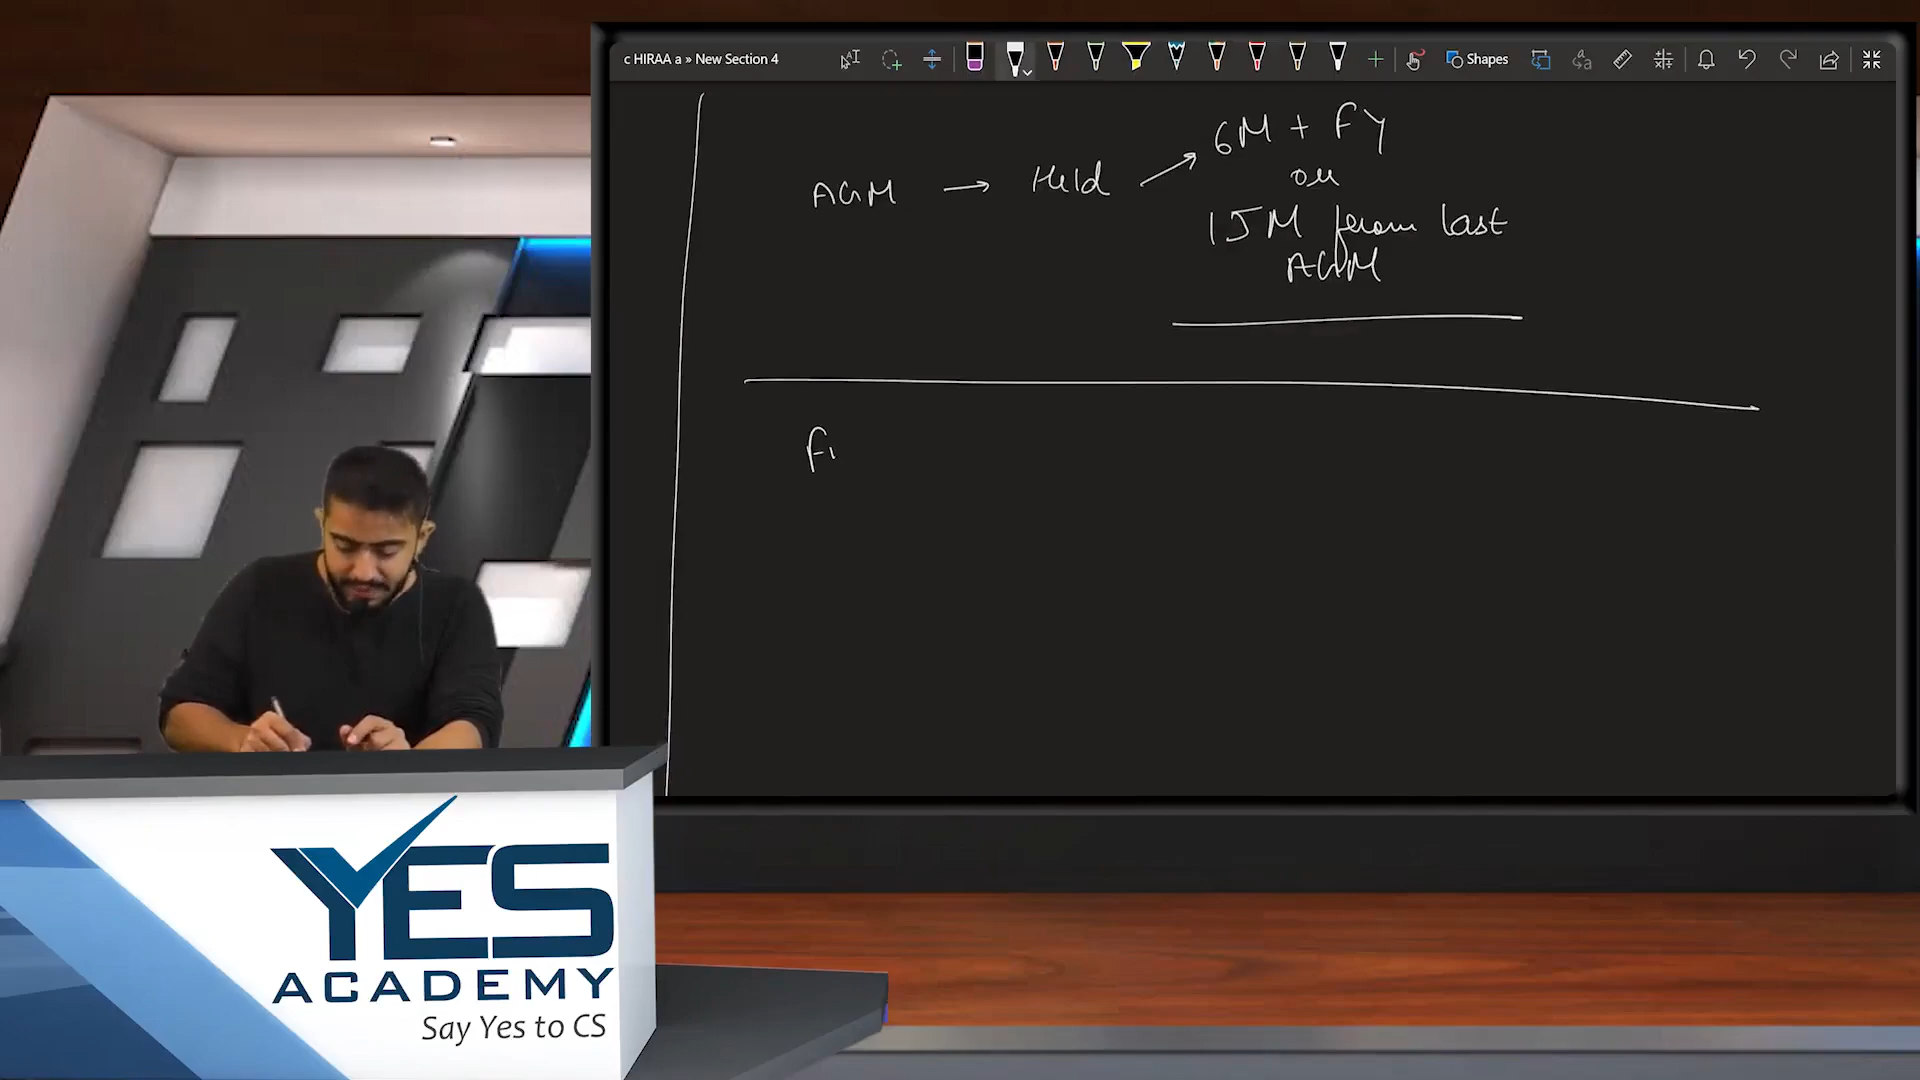 c HIRAA a » New Section 4
Shapes
6M + FY
AGM → Held
or
15M from last
AGM
Fi
YES
ACADEMY
Say Yes to CS